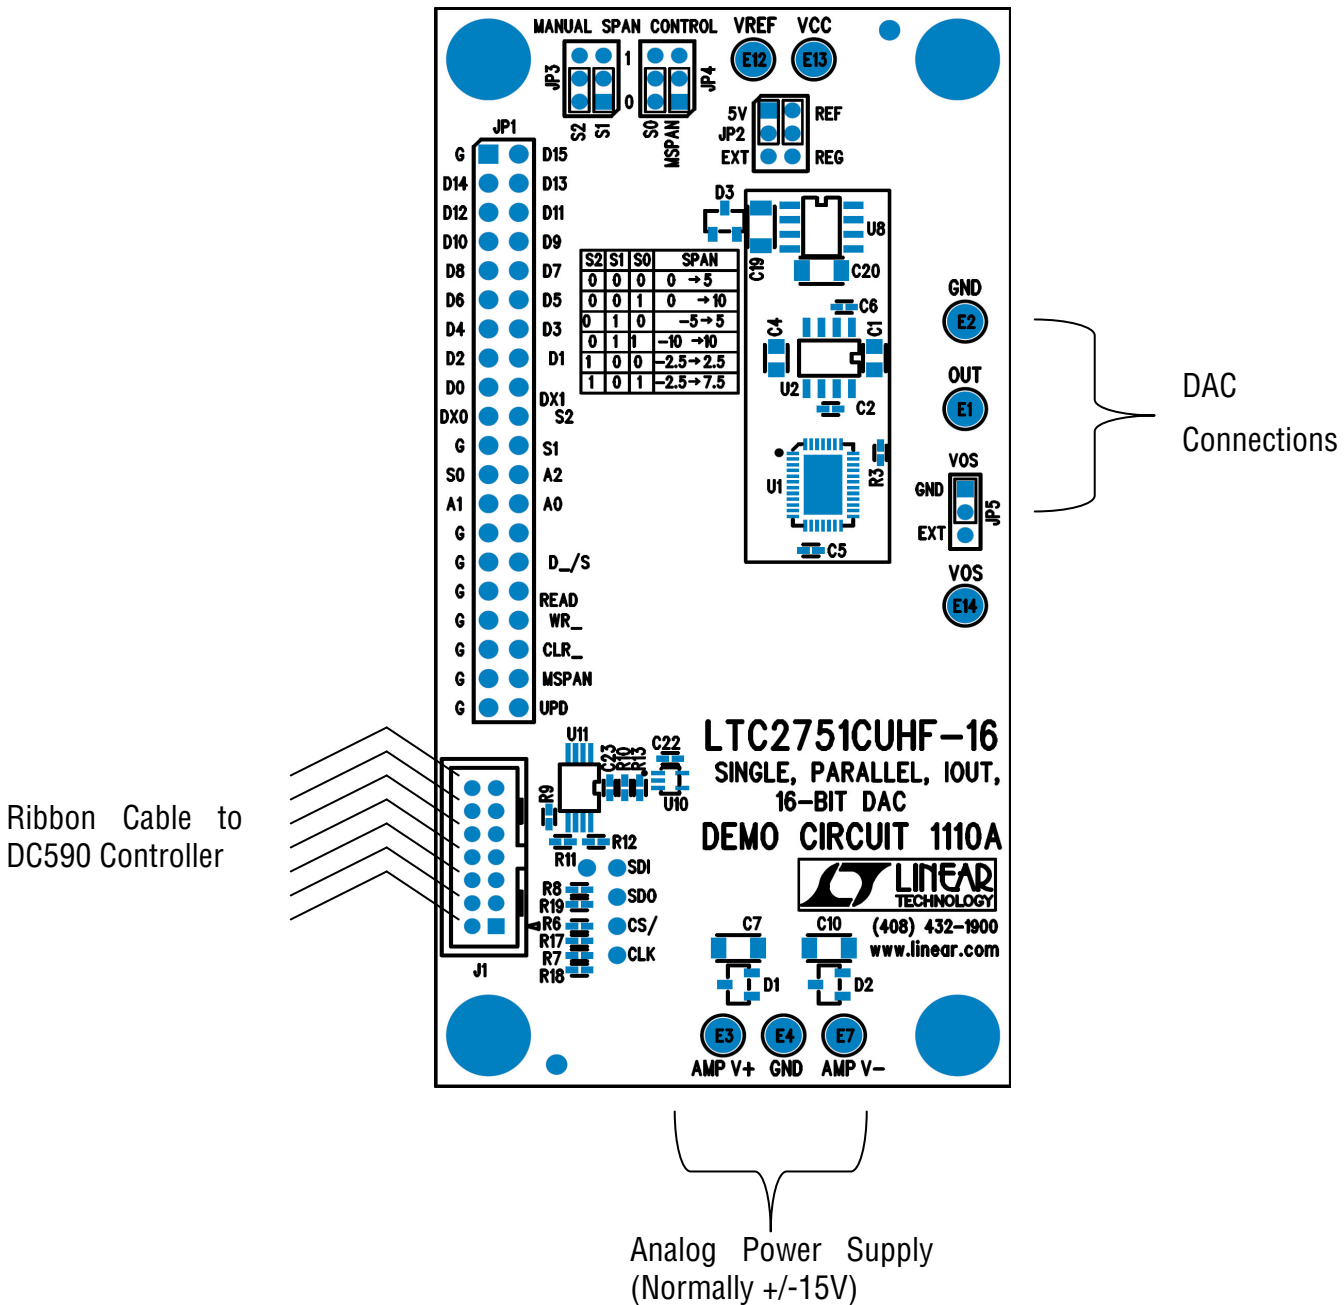 MANUAL SPAN CONTROL VREF VCC
E12 E13
JP3 1 0 JP4
S2 S1 S0 MSPAN
5V REF
JP2
EXT REG
JP1
G D15
D14 D13
D12 D11
D10 D9
D8 D7
D6 D5
D4 D3
D2 D1
D0 DX1
DX0 S2
G S1
S0 A2
A1 A0
G
G D_/S
G READ
G WR_
G CLR_
G MSPAN
G UPD
S2 S1 S0 SPAN
0 0 0 0 →5
0 0 1 0 →10
0 1 0 -5→5
0 1 1 -10 →10
1 0 0 -2.5→2.5
1 0 1 -2.5→7.5
D3
C19
U8
C20
C6
C4
C1
U2
C2
U1
R3
C5
GND
E2
OUT
E1
VOS
GND
JP5
EXT
VOS
E14
DAC
Connections
U11
C23
R10
R13
C22
U10
R9
R11
R12
SDI
R8
R19
SDO
R6
R17
CS/
R7
R18
CLK
J1
Ribbon Cable to
DC590 Controller
LTC2751CUHF-16
SINGLE, PARALLEL, IOUT,
16-BIT DAC
DEMO CIRCUIT 1110A
LINEAR
TECHNOLOGY
(408) 432-1900
www.linear.com
C7 C10
D1 D2
E3 E4 E7
AMP V+ GND AMP V-
Analog Power Supply
(Normally +/-15V)